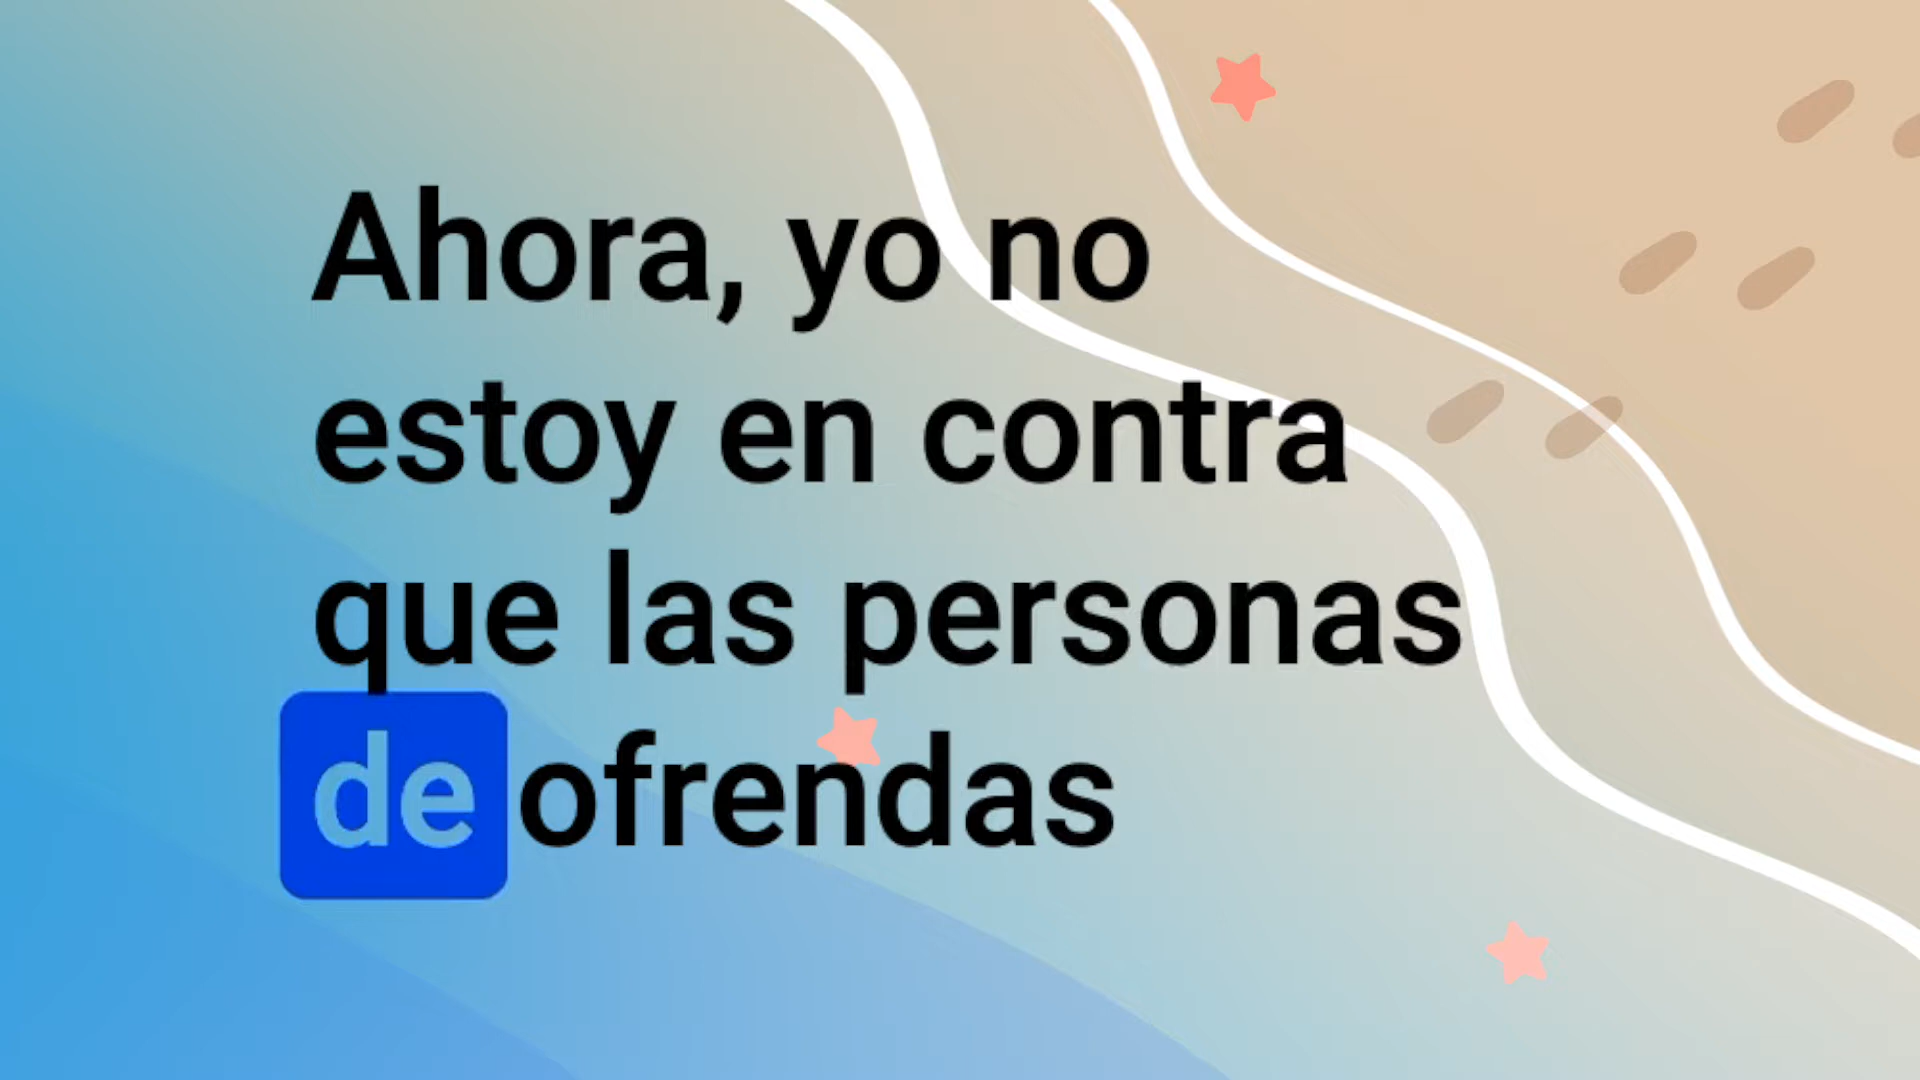 Ahora, yo no
estoy en contra
que las personas
de ofrendas